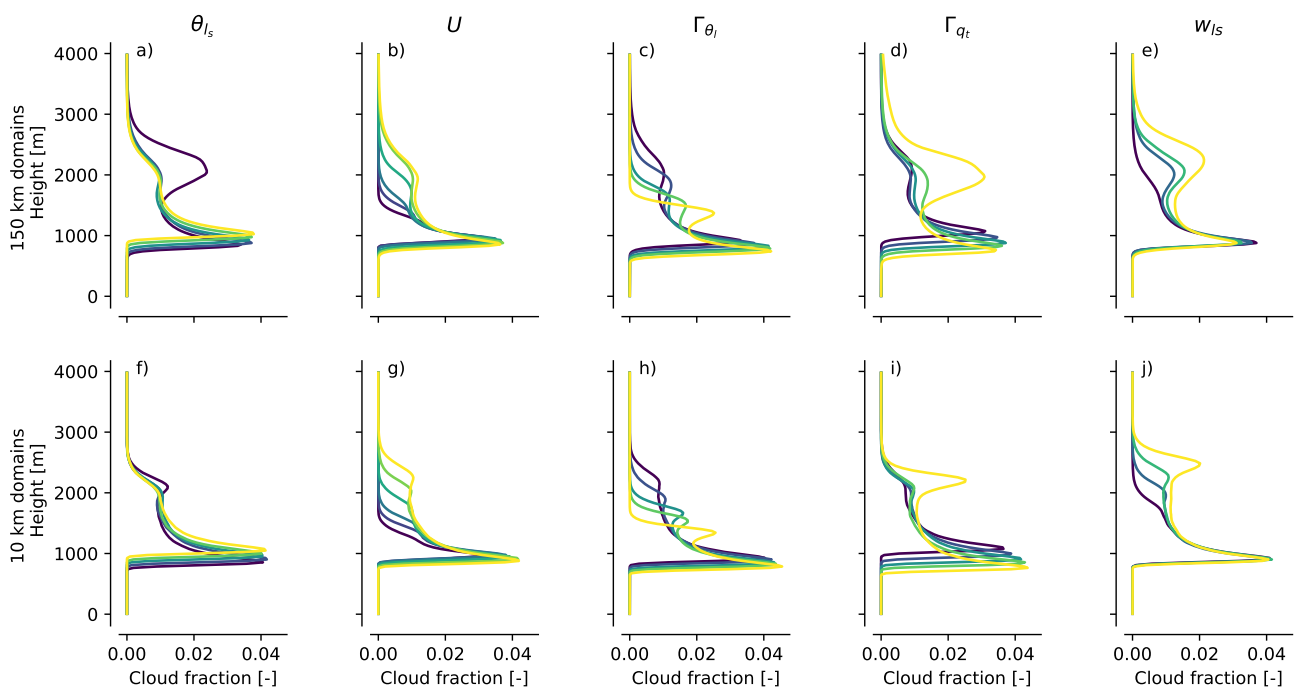 θ_{l_s} U Γ_{θ_l} Γ_{q_t} w_{ls}
a) b) c) d) e)
150 km domains
Height [m]
4000
3000
2000
1000
0
f) g) h) i) j)
10 km domains
Height [m]
4000
3000
2000
1000
0
0.00 0.02 0.04 0.00 0.02 0.04 0.00 0.02 0.04 0.00 0.02 0.04 0.00 0.02 0.04
Cloud fraction [-] Cloud fraction [-] Cloud fraction [-] Cloud fraction [-] Cloud fraction [-]